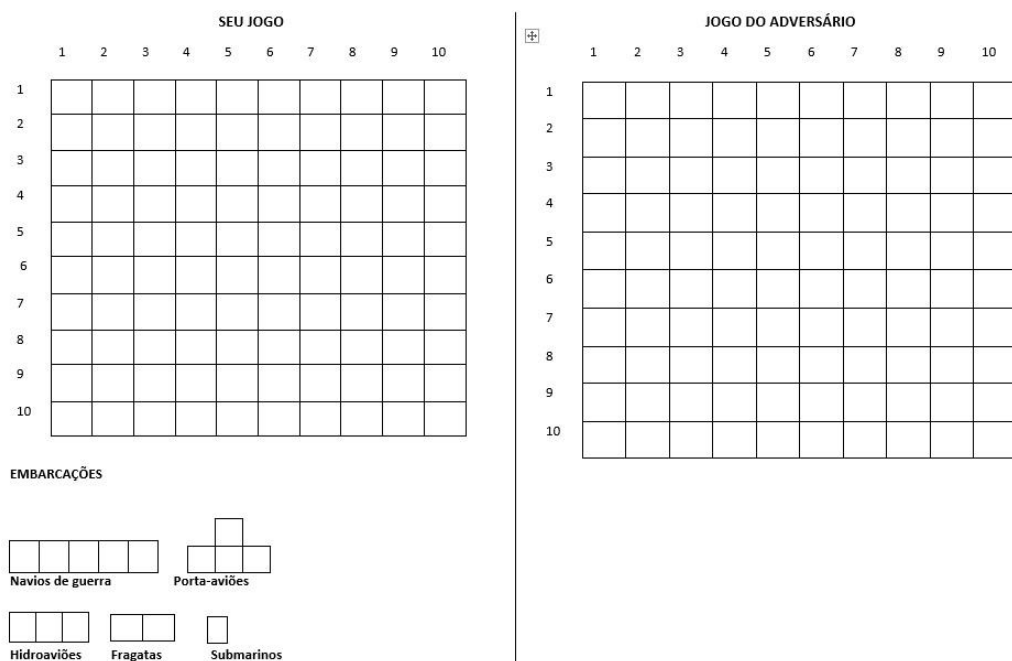 SEU JOGO
1 2 3 4 5 6 7 8 9 10
1
2
3
4
5
6
7
8
9
10
EMBARCAÇÕES
Navios de guerra Porta-aviões
Hidroaviões Fragatas Submarinos
JOGO DO ADVERSÁRIO
1 2 3 4 5 6 7 8 9 10
1
2
3
4
5
6
7
8
9
10